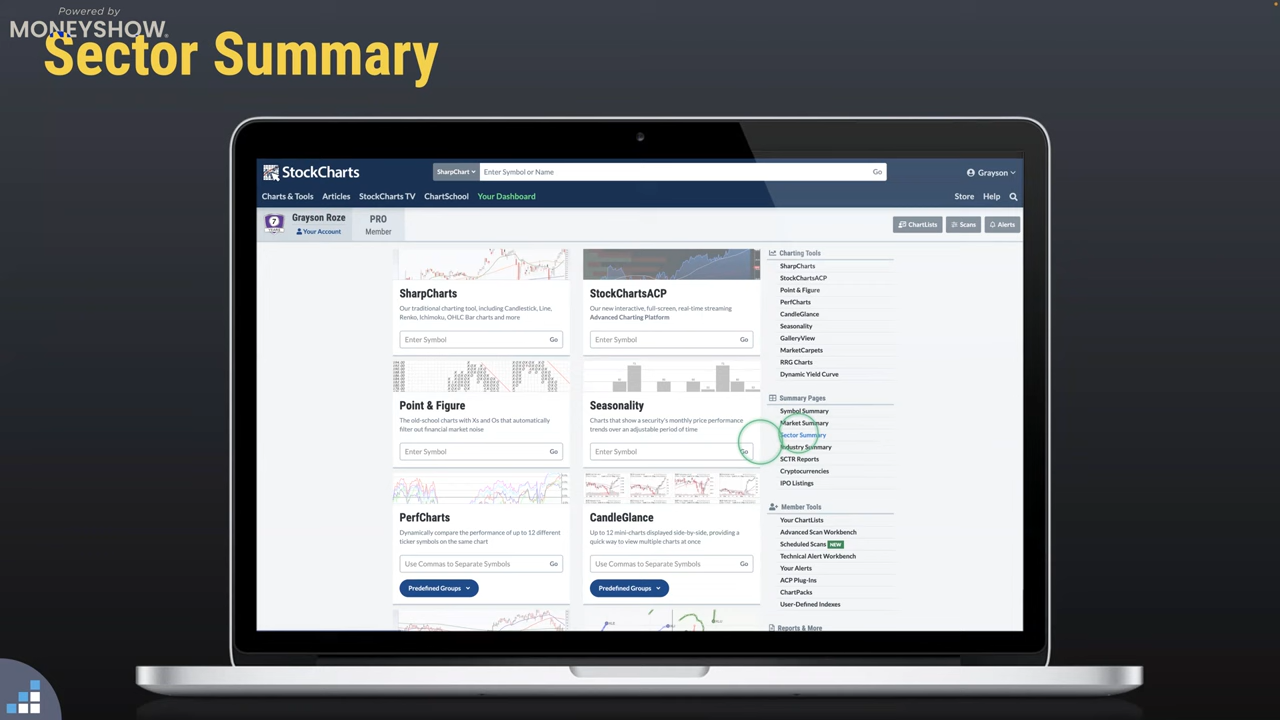 Powered by
MONEYSHOW.
Sector Summary
StockCharts
SharpChart
Enter Symbol or Name
Go
Grayson
Charts & Tools
Articles
StockCharts TV
ChartSchool
Your Dashboard
Store
Help
7
Grayson Roze
Your Account
PRO
Member
ChartLists
Scans
Alerts
SharpCharts
Our traditional charting tool, including Candlestick, Line,
Renko, Ichimoku, OHLC Bar charts and more
Enter Symbol
Go
StockChartsACP
Our new interactive, full-screen, real-time streaming
Advanced Charting Platform
Enter Symbol
Go
Point & Figure
The old-school charts with Xs and Os that automatically
filter out financial market noise
Enter Symbol
Go
Seasonality
Charts that show a security's monthly price performance
trends over an adjustable period of time
Enter Symbol
Go
PerfCharts
Dynamically compare the performance of up to 12 different
ticker symbols on the same chart
Use Commas to Separate Symbols
Go
Predefined Groups
CandleGlance
Up to 12 mini-charts displayed side-by-side, providing a
quick way to view multiple charts at once
Use Commas to Separate Symbols
Go
Predefined Groups
Charting Tools
SharpCharts
StockChartsACP
Point & Figure
PerfCharts
CandleGlance
Seasonality
GalleryView
MarketCarpets
RRG Charts
Dynamic Yield Curve
Summary Pages
Symbol Summary
Market Summary
Sector Summary
Industry Summary
SCTR Reports
Cryptocurrencies
IPO Listings
Member Tools
Your ChartLists
Advanced Scan Workbench
Scheduled Scans NEW
Technical Alert Workbench
Your Alerts
ACP Plug-Ins
ChartPacks
User-Defined Indexes
Reports & More